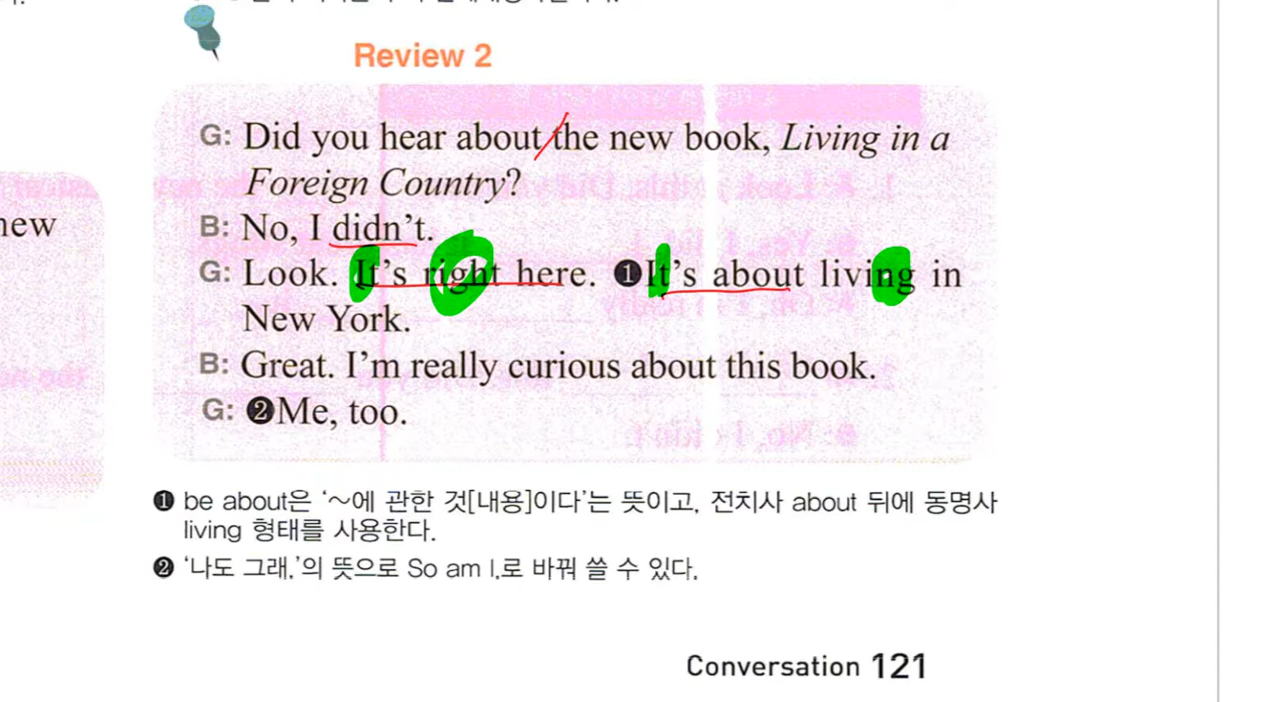 Review 2
G: Did you hear about the new book, Living in a
Foreign Country?
B: No, I didn't.
new
G: Look. It's right here. ❶It's about living in
New York.
B: Great. I'm really curious about this book.
G: ❷Me, too.
❶ be about은 '~에 관한 것[내용]이다'는 뜻이고, 전치사 about 뒤에 동명사
living 형태를 사용한다.
❷ '나도 그래.'의 뜻으로 So am I.로 바꿔 쓸 수 있다.
Conversation 121